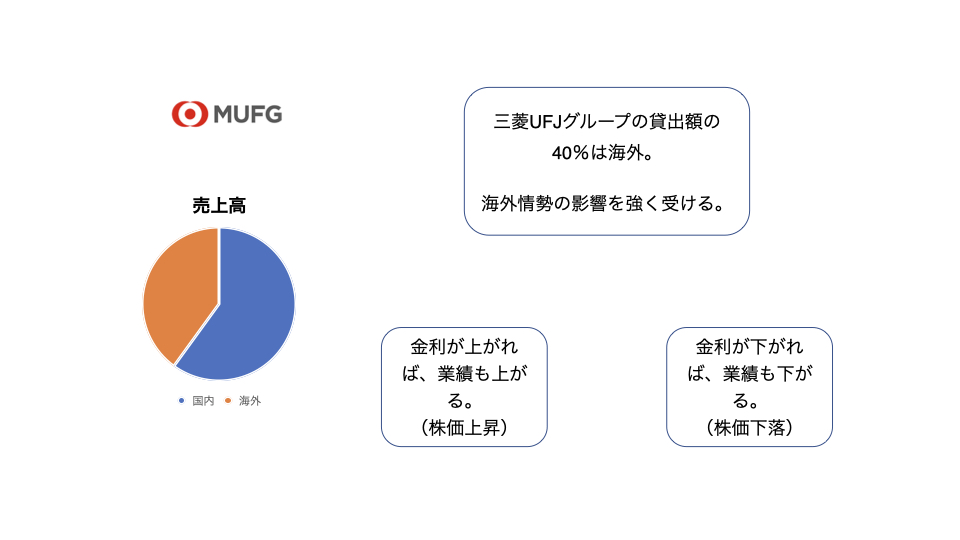 MUFG
売上高
国内
海外
三菱UFJグループの貸出額の
40%は海外。
海外情勢の影響を強く受ける。
金利が上がれ
ば、業績も上が
る。
（株価上昇）
金利が下がれ
ば、業績も下が
る。
（株価下落）